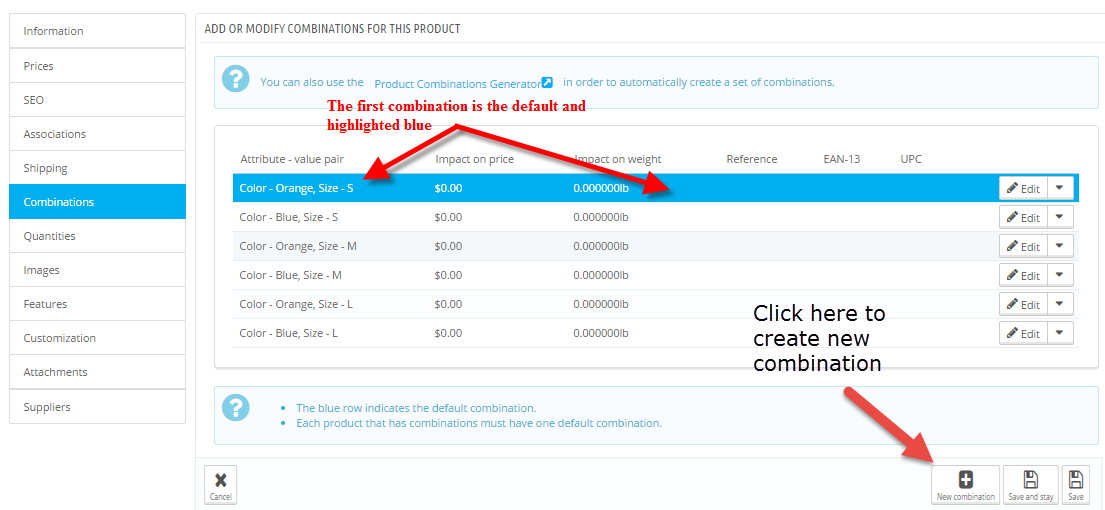 Information
Prices
SEO
Associations
Shipping
Combinations
Quantities
Images
Features
Customization
Attachments
Suppliers
ADD OR MODIFY COMBINATIONS FOR THIS PRODUCT
You can also use the Product Combinations Generator in order to automatically create a set of combinations.
The first combination is the default and
highlighted blue
Attribute - value pair Impact on price Impact on weight Reference EAN-13 UPC
Color - Orange, Size - S $0.00 0.000000lb Edit
Color - Blue, Size - S $0.00 0.000000lb Edit
Color - Orange, Size - M $0.00 0.000000lb Edit
Color - Blue, Size - M $0.00 0.000000lb Edit
Color - Orange, Size - L $0.00 0.000000lb Edit
Color - Blue, Size - L $0.00 0.000000lb Edit
Click here to
create new
combination
The blue row indicates the default combination.
Each product that has combinations must have one default combination.
Cancel New combination Save and stay Save